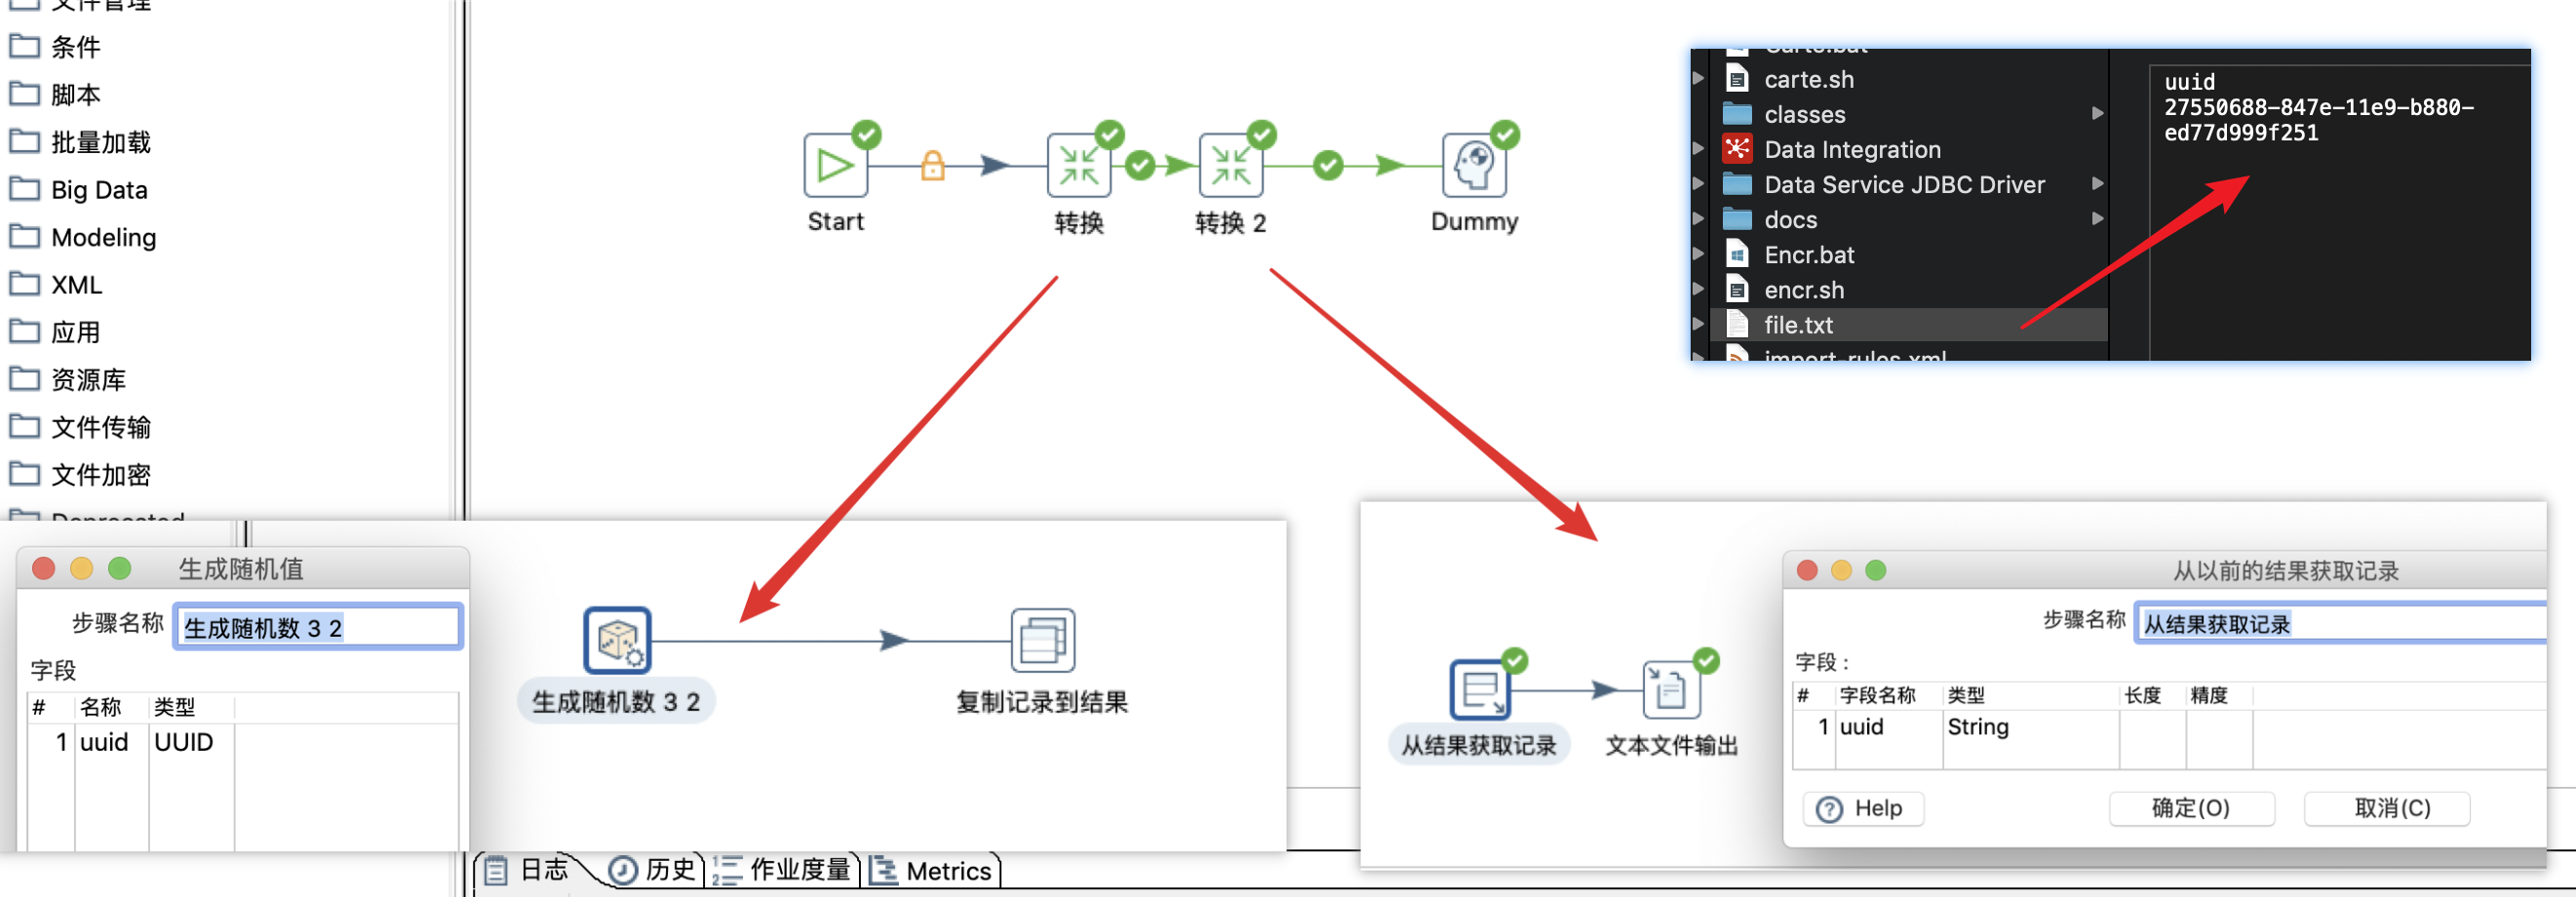 文件管理
条件
脚本
批量加载
Big Data
Modeling
XML
应用
资源库
文件传输
文件加密
Deprecated
Start
转换
转换 2
Dummy
Carte.bat
carte.sh
classes
Data Integration
Data Service JDBC Driver
docs
Encr.bat
encr.sh
file.txt
import-rules.xml
uuid
27550688-847e-11e9-b880-
ed77d999f251
生成随机值
步骤名称 生成随机数 3 2
字段
# 名称 类型
1 uuid UUID
生成随机数 3 2
复制记录到结果
从结果获取记录
文本文件输出
从以前的结果获取记录
步骤名称 从结果获取记录
字段 :
# 字段名称 类型 长度 精度
1 uuid String
Help 确定(O) 取消(C)
日志 历史 作业度量 Metrics